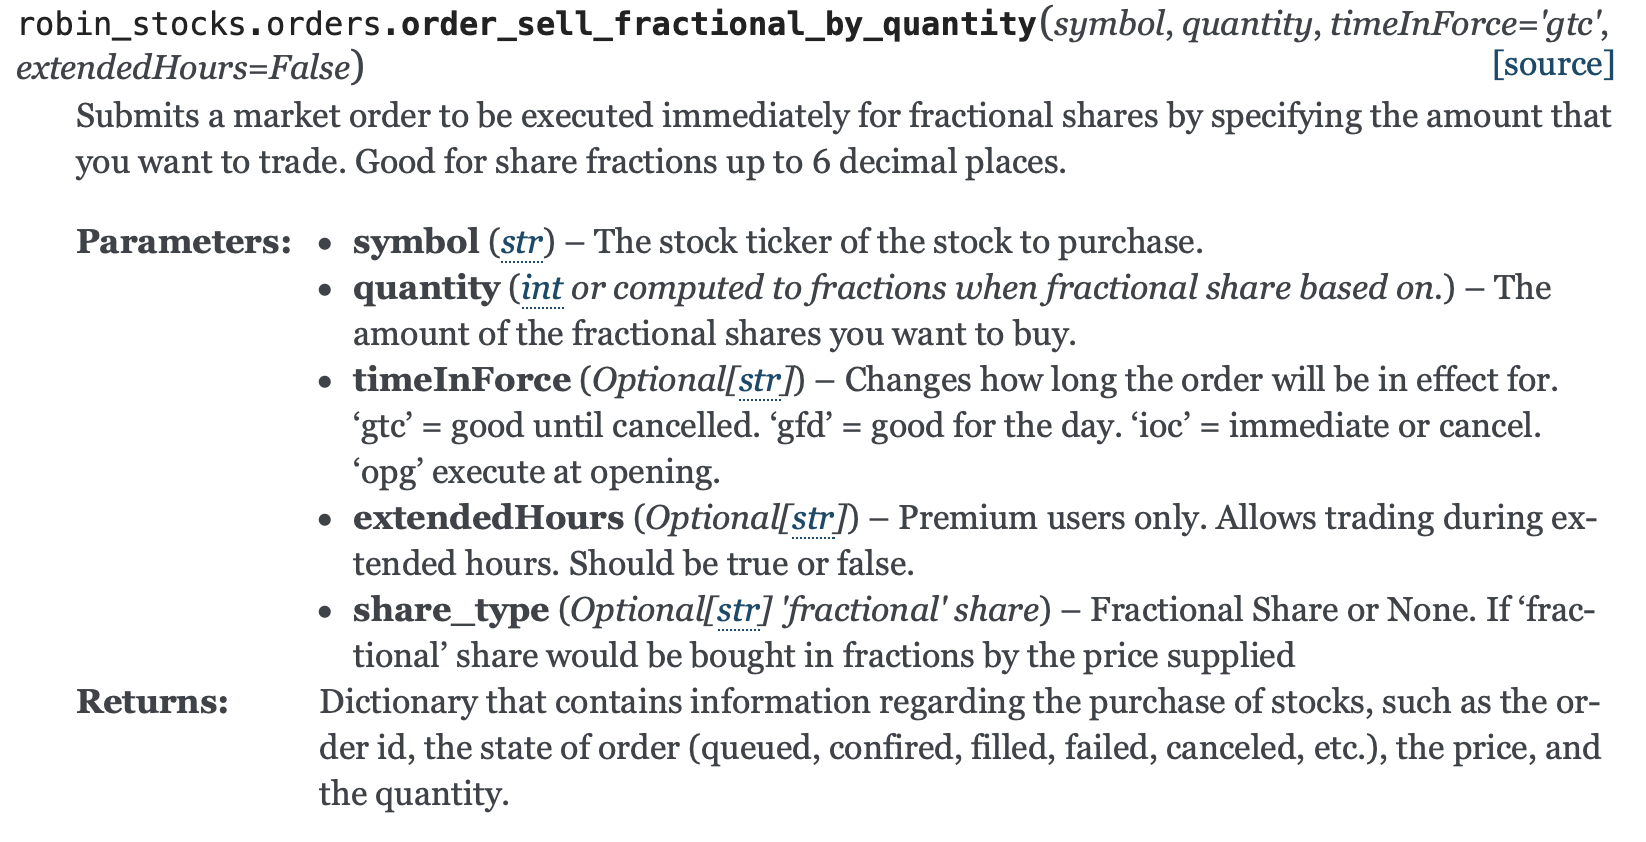 robin_stocks.orders.order_sell_fractional_by_quantity(symbol, quantity, timeInForce='gtc',
extendedHours=False) [source]
Submits a market order to be executed immediately for fractional shares by specifying the amount that
you want to trade. Good for share fractions up to 6 decimal places.
Parameters: • symbol (str) – The stock ticker of the stock to purchase.
• quantity (int or computed to fractions when fractional share based on.) – The
amount of the fractional shares you want to buy.
• timeInForce (Optional[str]) – Changes how long the order will be in effect for.
‘gtc’ = good until cancelled. ‘gfd’ = good for the day. ‘ioc’ = immediate or cancel.
‘opg’ execute at opening.
• extendedHours (Optional[str]) – Premium users only. Allows trading during ex-
tended hours. Should be true or false.
• share_type (Optional[str] 'fractional' share) – Fractional Share or None. If ‘frac-
tional’ share would be bought in fractions by the price supplied
Returns: Dictionary that contains information regarding the purchase of stocks, such as the or-
der id, the state of order (queued, confired, filled, failed, canceled, etc.), the price, and
the quantity.